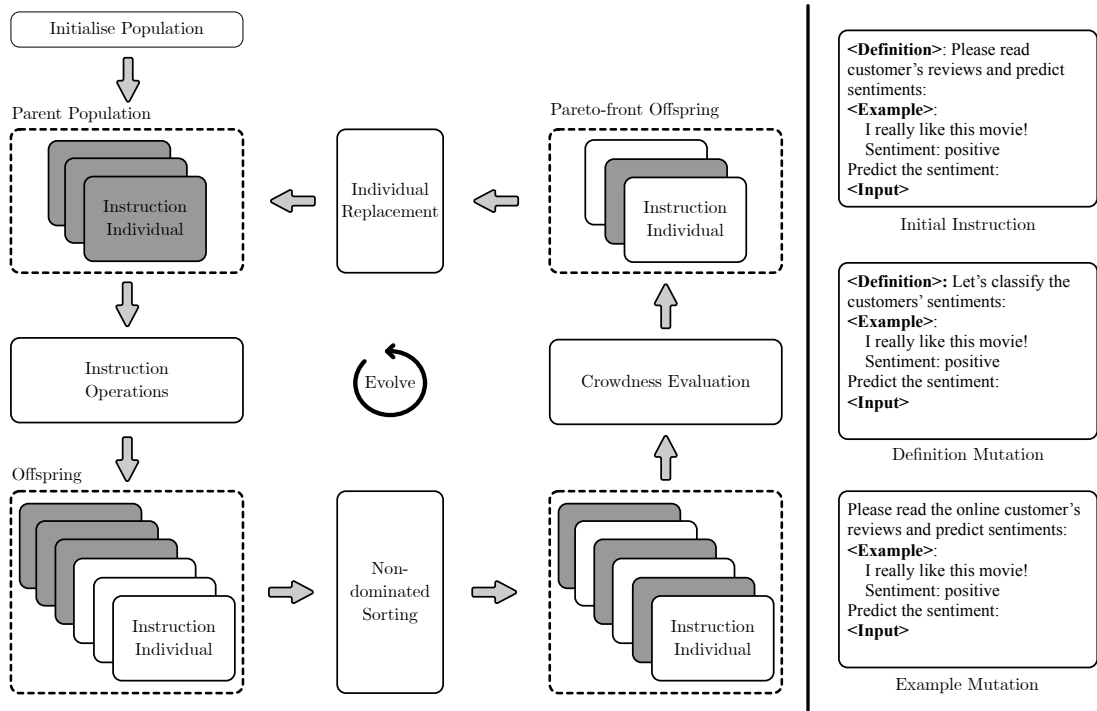 Initialise Population
Parent Population
Instruction
Individual
Individual
Replacement
Pareto-front Offspring
Instruction
Individual
Instruction
Operations
Evolve
Crowdness Evaluation
Offspring
Instruction
Individual
Non-
dominated
Sorting
Instruction
Individual
<Definition>: Please read
customer's reviews and predict
sentiments:
<Example>:
I really like this movie!
Sentiment: positive
Predict the sentiment:
<Input>
Initial Instruction
<Definition>: Let's classify the
customers' sentiments:
<Example>:
I really like this movie!
Sentiment: positive
Predict the sentiment:
<Input>
Definition Mutation
Please read the online customer's
reviews and predict sentiments:
<Example>:
I really like this movie!
Sentiment: positive
Predict the sentiment:
<Input>
Example Mutation